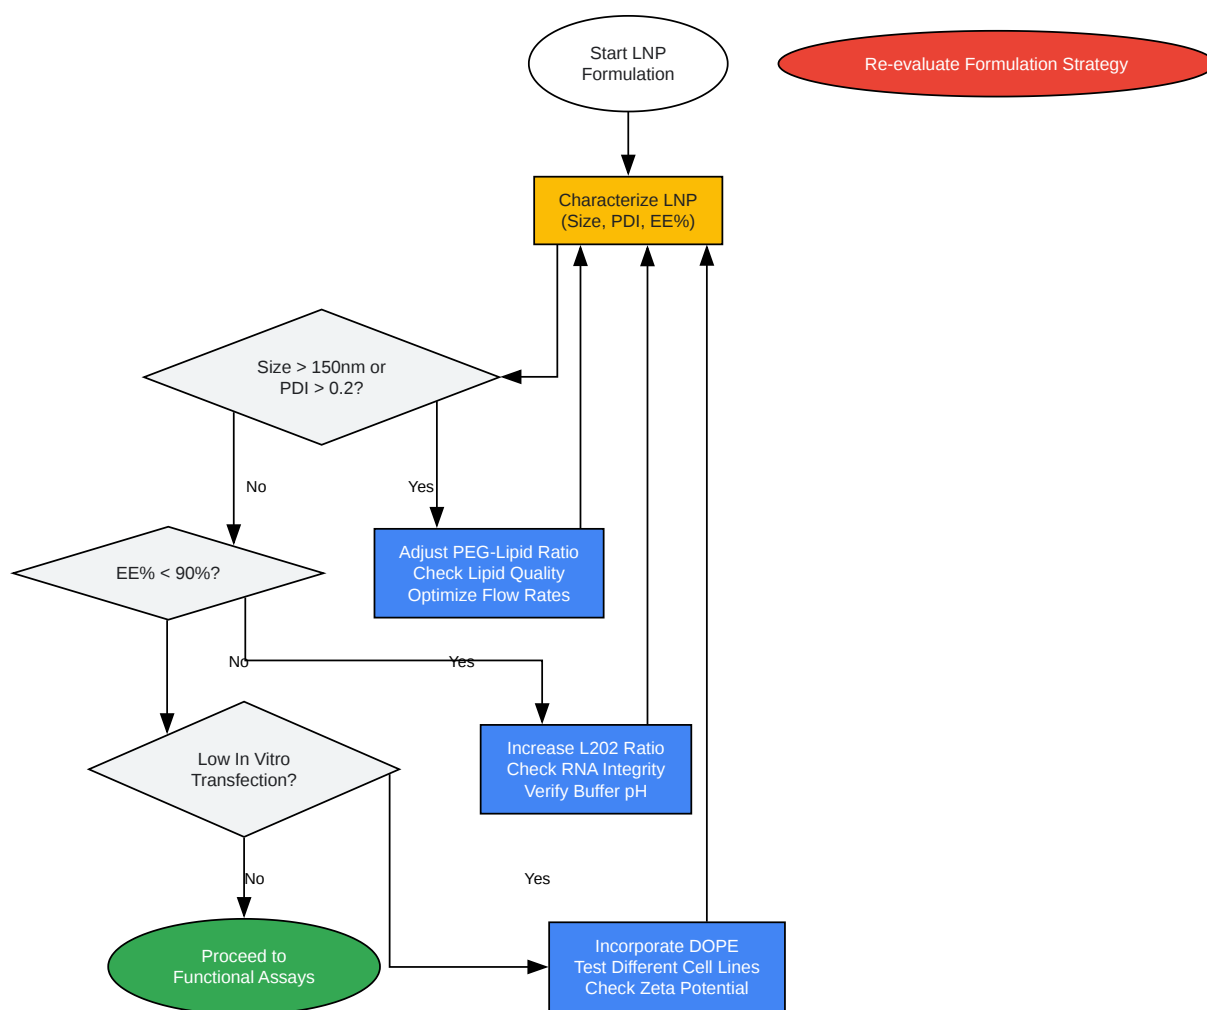 Start LNP
Formulation
Re-evaluate Formulation Strategy
Characterize LNP
(Size, PDI, EE%)
Size > 150nm or
PDI > 0.2?
No
Yes
Adjust PEG-Lipid Ratio
Check Lipid Quality
Optimize Flow Rates
EE% < 90%?
No
Yes
Increase L202 Ratio
Check RNA Integrity
Verify Buffer pH
Low In Vitro
Transfection?
No
Yes
Proceed to
Functional Assays
Incorporate DOPE
Test Different Cell Lines
Check Zeta Potential